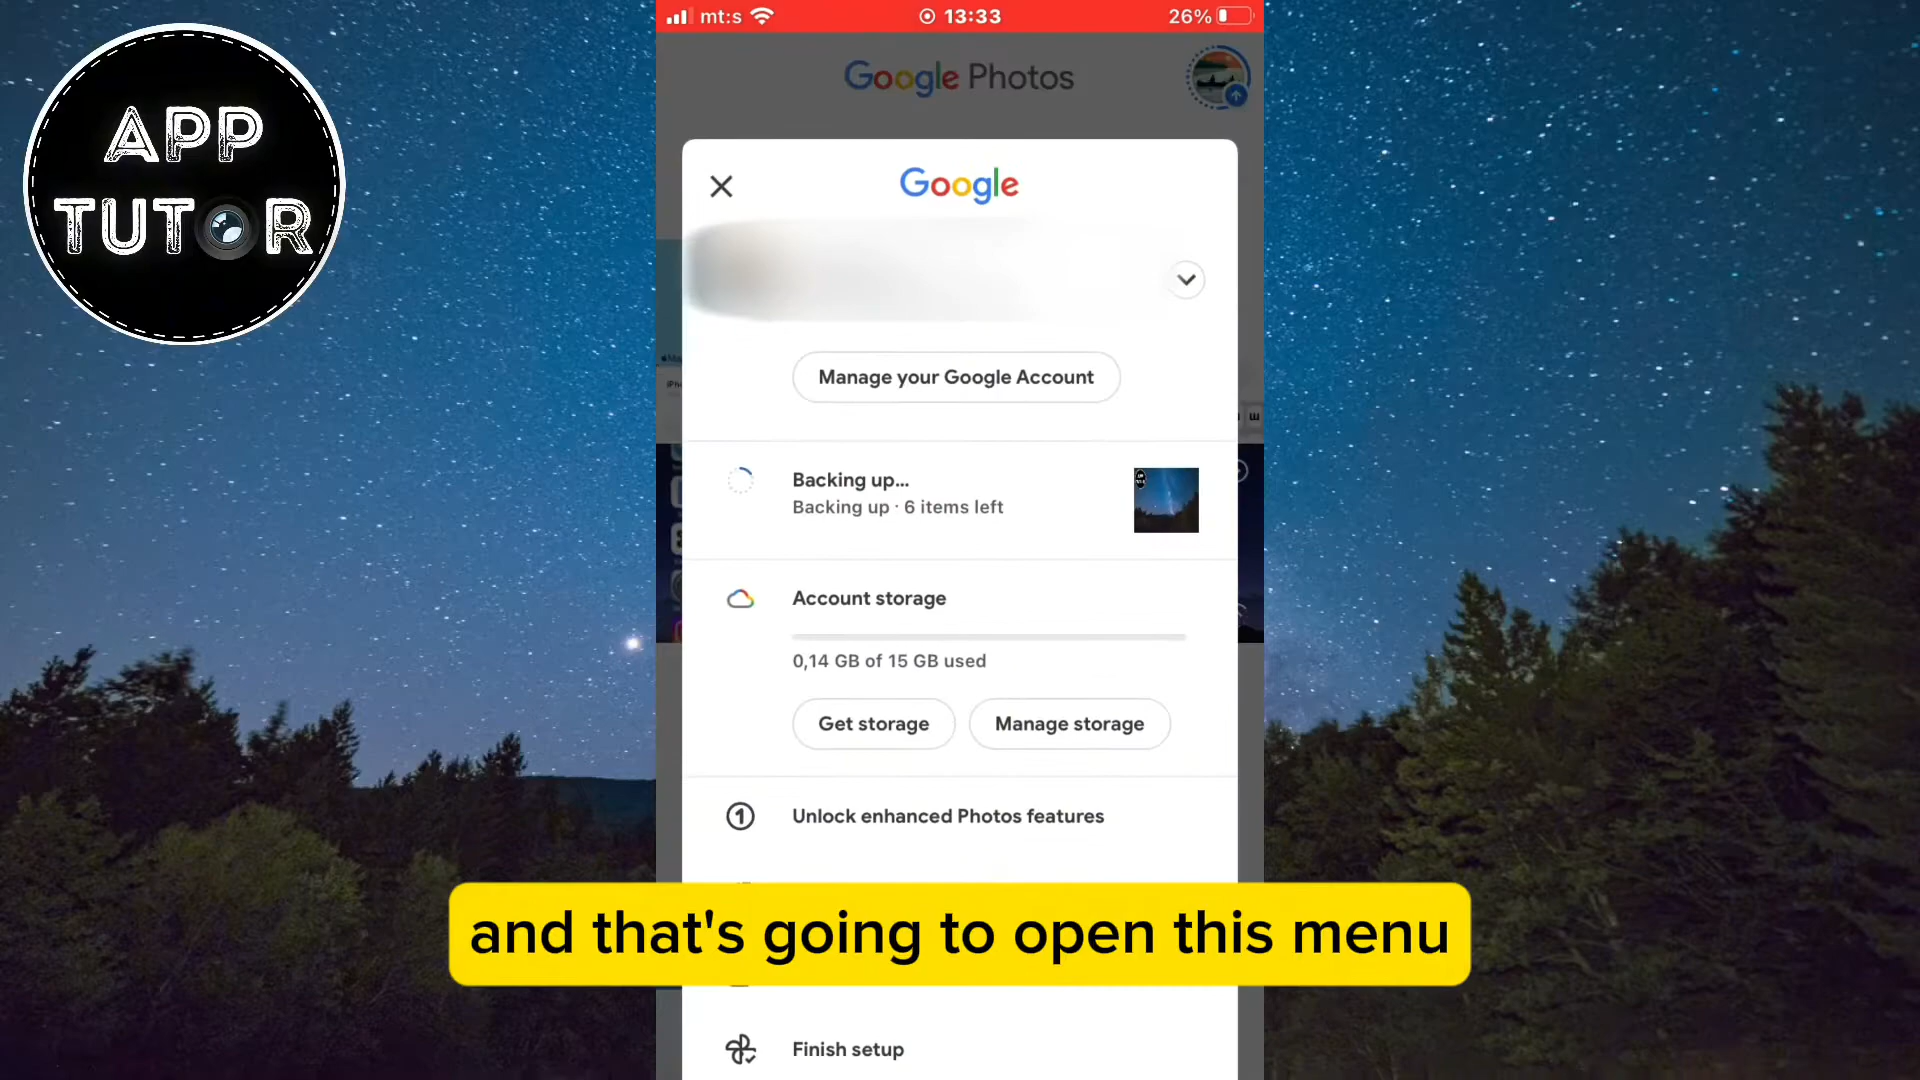 APP
TUTOR
mt:s
13:33
26%
Google Photos
Google
Manage your Google Account
Backing up...
Backing up · 6 items left
Account storage
0,14 GB of 15 GB used
Get storage
Manage storage
Unlock enhanced Photos features
and that's going to open this menu
Finish setup